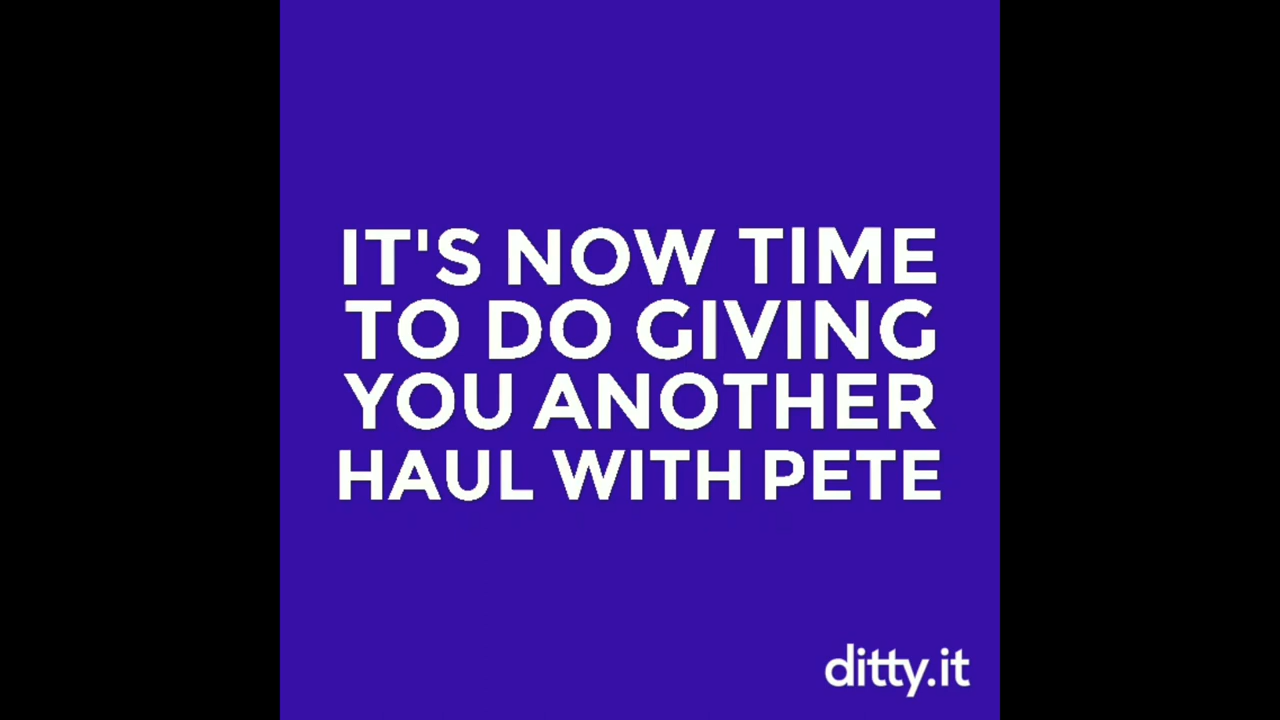 IT'S NOW TIME
TO DO GIVING
YOU ANOTHER
HAUL WITH PETE
ditty.it